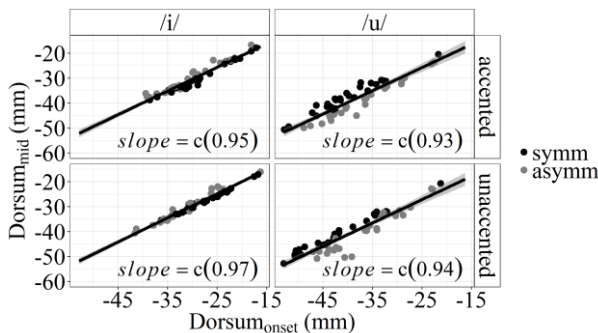 /i/ /u/
-20
-30
-40
-50
-60
slope = c(0.95)
slope = c(0.93)
accented
-20
-30
-40
-50
-60
slope = c(0.97)
slope = c(0.94)
unaccented
-45 -35 -25 -15 -45 -35 -25 -15
Dorsum_onset (mm)
Dorsum_mid (mm)
symm
asymm